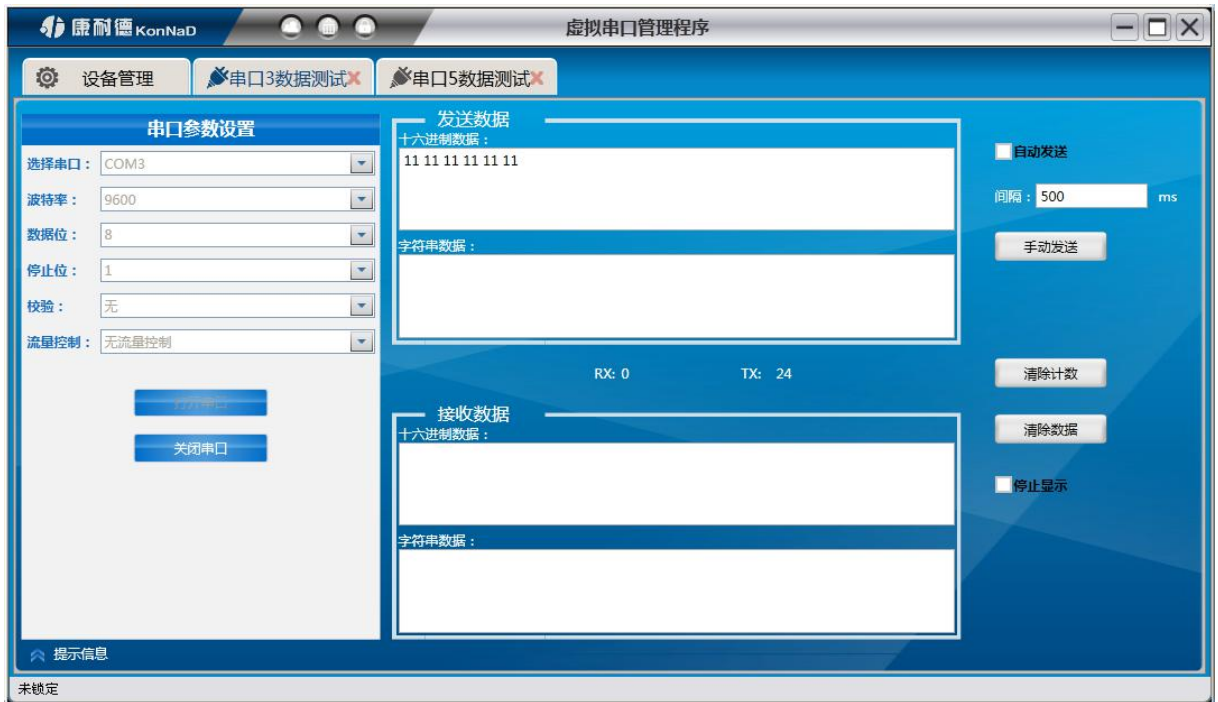 康耐德 KonNaD
虚拟串口管理程序
设备管理
串口3数据测试
串口5数据测试
串口参数设置
选择串口： COM3
波特率： 9600
数据位： 8
停止位： 1
校验： 无
流量控制： 无流量控制
打开串口
关闭串口
发送数据
十六进制数据：
11 11 11 11 11 11
字符串数据：
RX: 0 TX: 24
接收数据
十六进制数据：
字符串数据：
自动发送
间隔： 500 ms
手动发送
清除计数
清除数据
停止显示
提示信息
未锁定